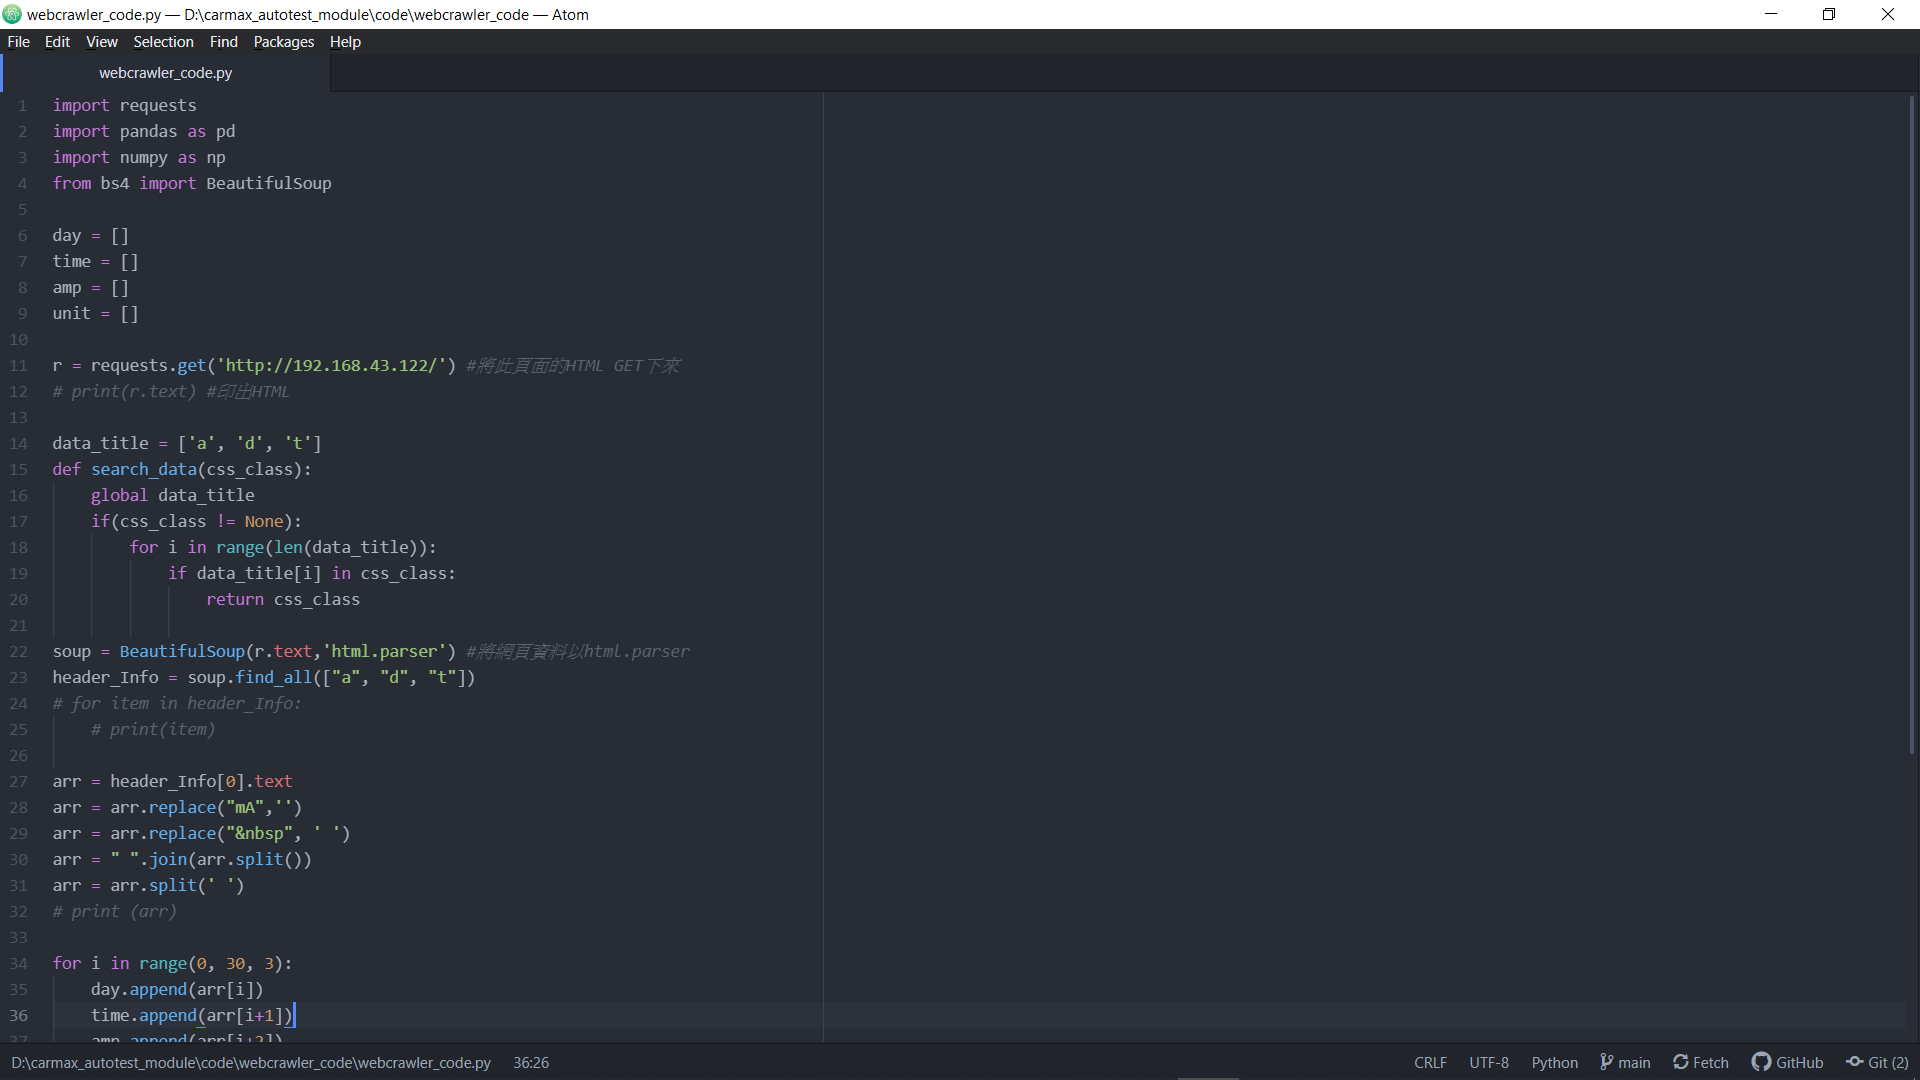 webcrawler_code.py — D:\carmax_autotest_module\code\webcrawler_code — Atom
File Edit View Selection Find Packages Help
webcrawler_code.py
1 import requests
2 import pandas as pd
3 import numpy as np
4 from bs4 import BeautifulSoup
5
6 day = []
7 time = []
8 amp = []
9 unit = []
10
11 r = requests.get('http://192.168.43.122/') #將此頁面的HTML GET下來
12 # print(r.text) #印出HTML
13
14 data_title = ['a', 'd', 't']
15 def search_data(css_class):
16 global data_title
17 if(css_class != None):
18 for i in range(len(data_title)):
19 if data_title[i] in css_class:
20 return css_class
21
22 soup = BeautifulSoup(r.text,'html.parser') #將網頁資料以html.parser
23 header_Info = soup.find_all(["a", "d", "t"])
24 # for item in header_Info:
25 # print(item)
26
27 arr = header_Info[0].text
28 arr = arr.replace("mA",'')
29 arr = arr.replace("&nbsp", ' ')
30 arr = " ".join(arr.split())
31 arr = arr.split(' ')
32 # print (arr)
33
34 for i in range(0, 30, 3):
35 day.append(arr[i])
36 time.append(arr[i+1])
37 amp.append(arr[i+2])
D:\carmax_autotest_module\code\webcrawler_code\webcrawler_code.py 36:26 CRLF UTF-8 Python main Fetch GitHub Git (2)